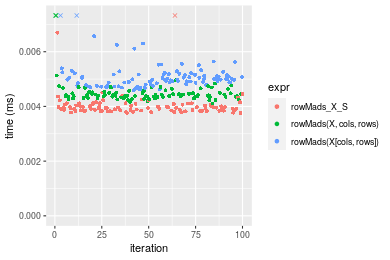 0.006
0.004
0.002
0.000
time (ms)
0
25
50
75
100
iteration
expr
rowMads_X_S
rowMads(X, cols, rows)
rowMads(X[cols, rows])